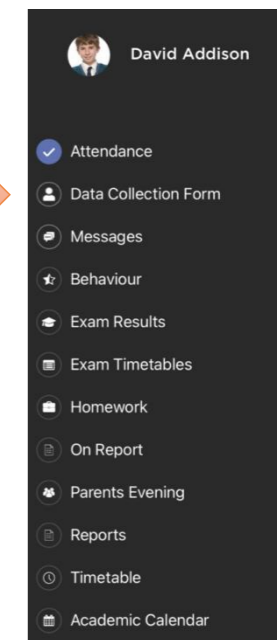 David Addison
Attendance
Data Collection Form
Messages
Behaviour
Exam Results
Exam Timetables
Homework
On Report
Parents Evening
Reports
Timetable
Academic Calendar